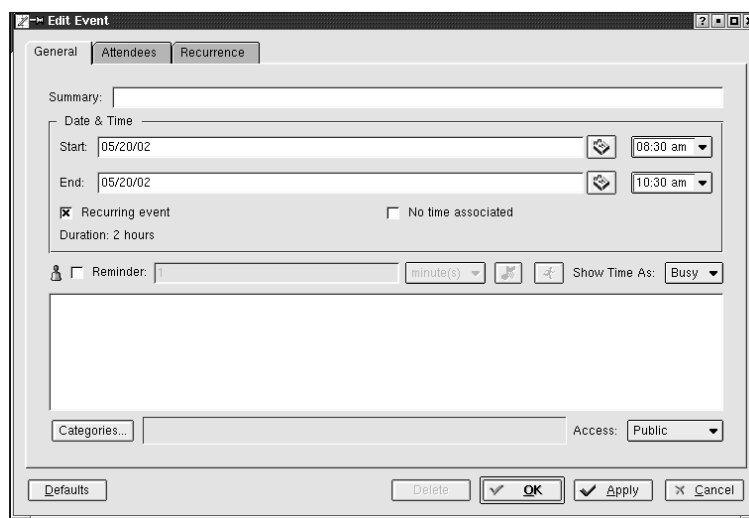 Edit Event
General Attendees Recurrence
Summary:
Date & Time
Start: 05/20/02 08:30 am
End: 05/20/02 10:30 am
Recurring event No time associated
Duration: 2 hours
Reminder: 1 minute(s) Show Time As: Busy
Categories... Access: Public
Defaults Delete OK Apply Cancel